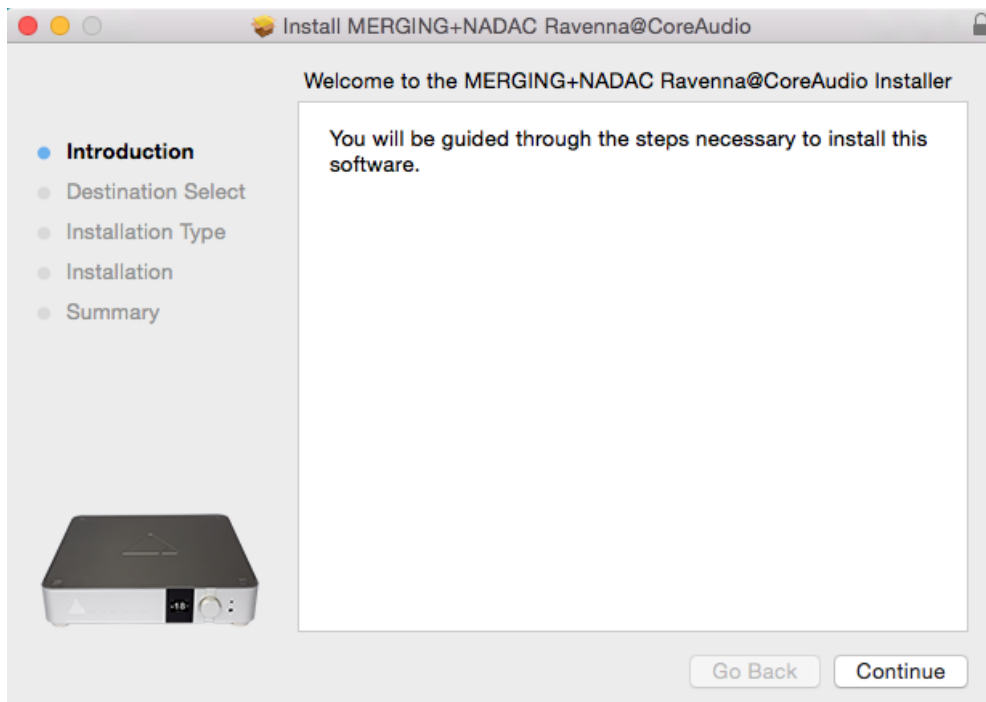 Install MERGING+NADAC Ravenna@CoreAudio
Welcome to the MERGING+NADAC Ravenna@CoreAudio Installer
Introduction
Destination Select
Installation Type
Installation
Summary
You will be guided through the steps necessary to install this
software.
-18-
Go Back
Continue